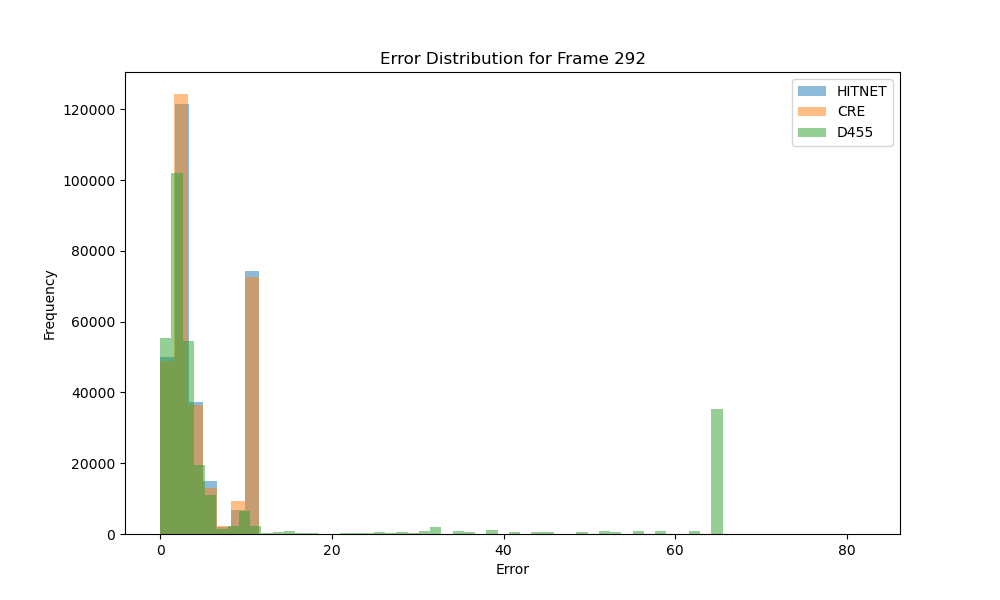 Error Distribution for Frame 292
HITNET
CRE
D455
120000
100000
80000
60000
40000
20000
0
Frequency
0 20 40 60 80
Error